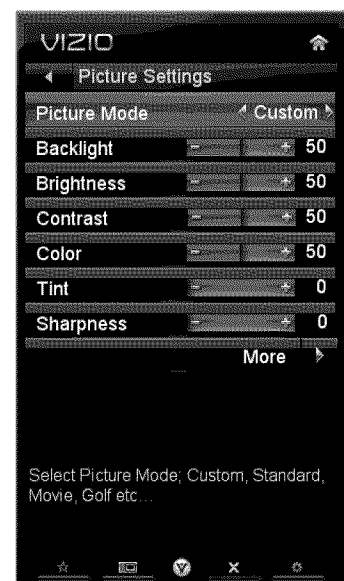 VIZIO
Picture Settings
Picture Mode Custom
Backlight - + 50
Brightness - + 50
Contrast - + 50
Color - + 50
Tint - + 0
Sharpness - + 0
More
Select Picture Mode; Custom, Standard,
Movie, Golf etc...